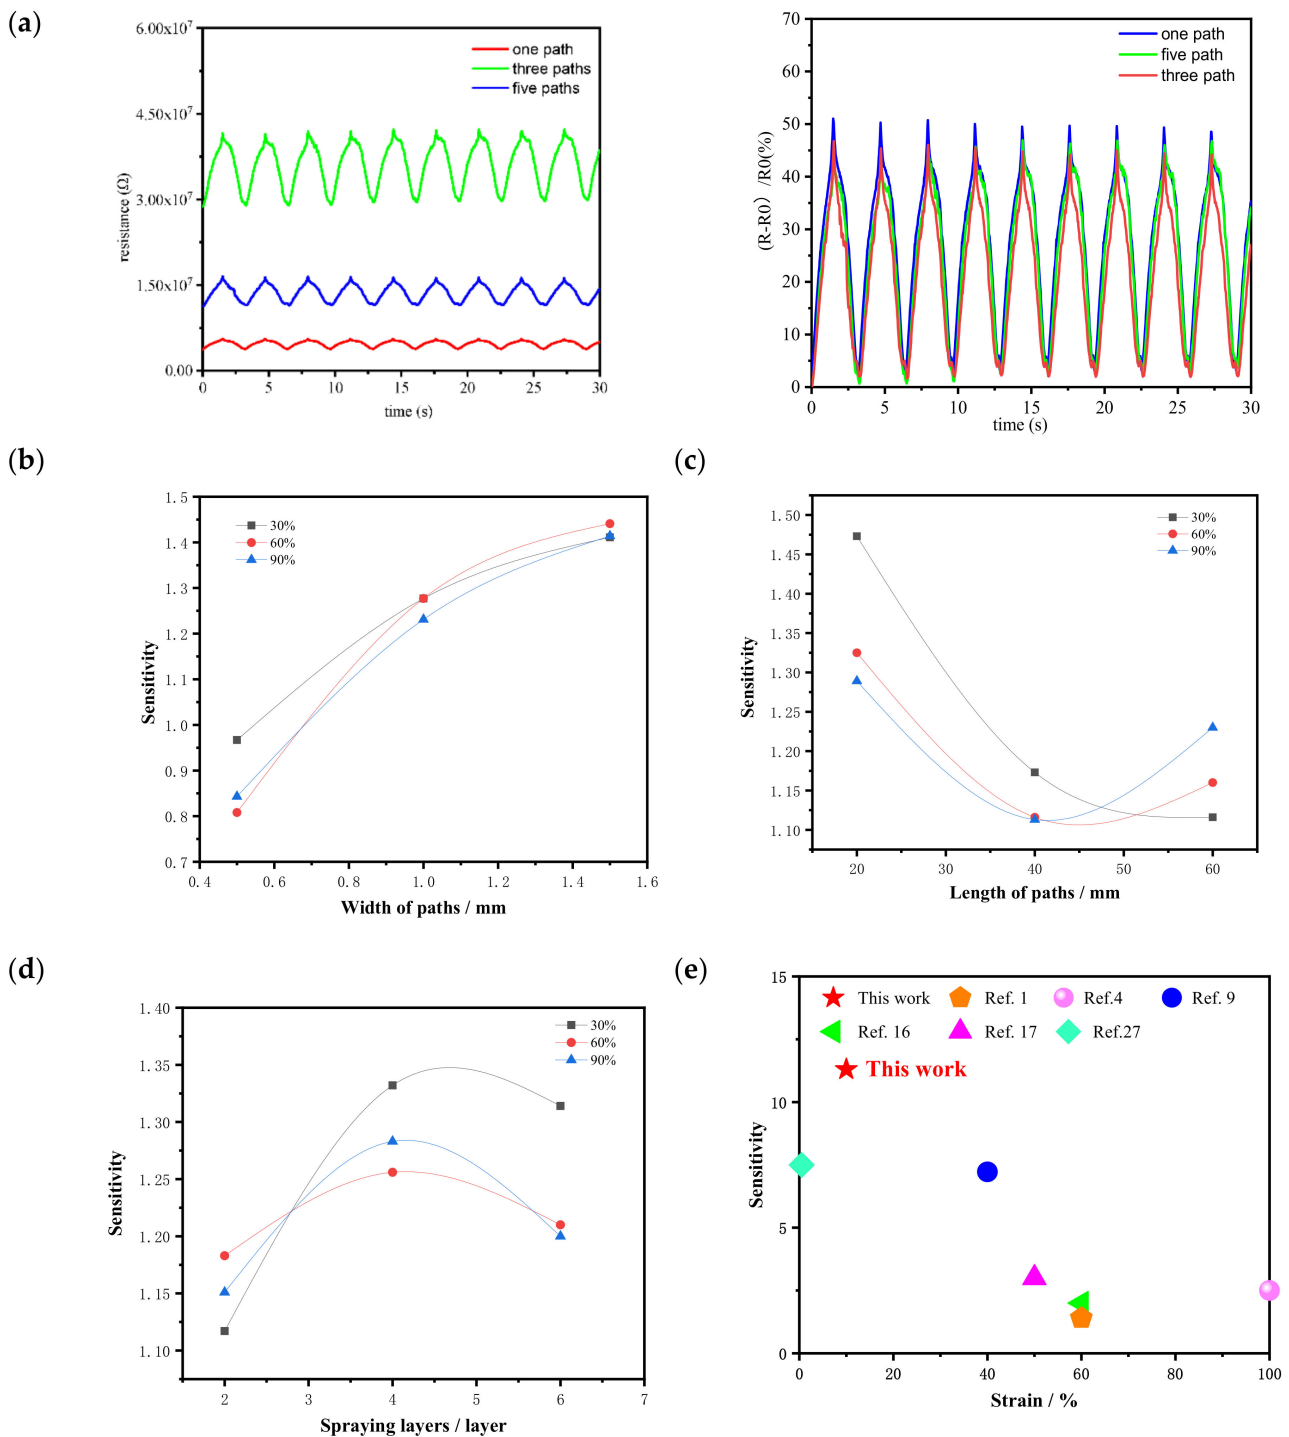 (a)
6.00x10⁷
4.50x10⁷
3.00x10⁷
1.50x10⁷
0.00
resistance (Ω)
one path
three paths
five paths
0 5 10 15 20 25 30
time (s)
70
60
50
40
30
20
10
0
(R-R0) /R0(%)
one path
five path
three path
0 5 10 15 20 25 30
time (s)
(b)
1.5
1.4
1.3
1.2
1.1
1.0
0.9
0.8
0.7
Sensitivity
30%
60%
90%
0.4 0.6 0.8 1.0 1.2 1.4 1.6
Width of paths / mm
(c)
1.50
1.45
1.40
1.35
1.30
1.25
1.20
1.15
1.10
Sensitivity
30%
60%
90%
20 30 40 50 60
Length of paths / mm
(d)
1.40
1.35
1.30
1.25
1.20
1.15
1.10
Sensitivity
30%
60%
90%
2 3 4 5 6 7
Spraying layers / layer
(e)
15
10
5
0
Sensitivity
This work Ref. 1 Ref.4 Ref. 9
Ref. 16 Ref. 17 Ref.27
This work
0 20 40 60 80 100
Strain / %